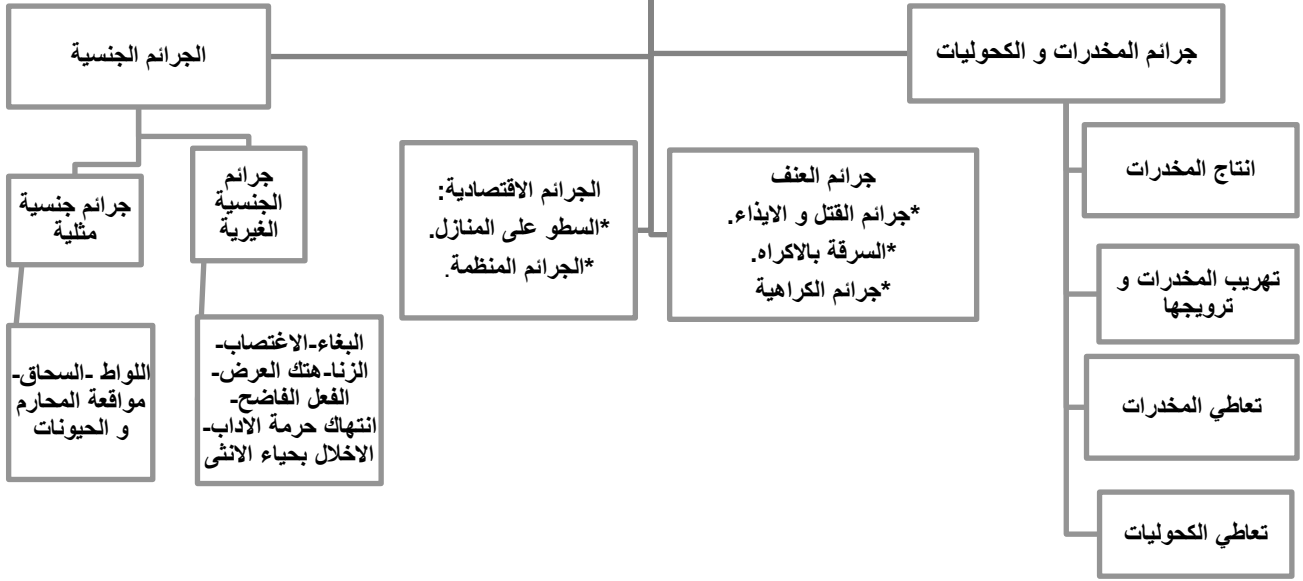 جرائم المخدرات و الكحوليات
انتاج المخدرات
تهريب المخدرات و
ترويجها
تعاطي المخدرات
تعاطي الكحوليات
جرائم العنف
*جرائم القتل و الايذاء.
*السرقة بالاكراه.
*جرائم الكراهية
الجرائم الاقتصادية:
*السطو على المنازل.
*الجرائم المنظمة.
الجرائم الجنسية
جرائم
الجنسية
الغيرية
البغاء-الاغتصاب-
الزنا-هتك العرض-
الفعل الفاضح-
انتهاك حرمة الاداب-
الاخلال بحياء الانثى
جرائم جنسية
مثلية
اللواط -السحاق-
مواقعة المحارم
و الحيونات